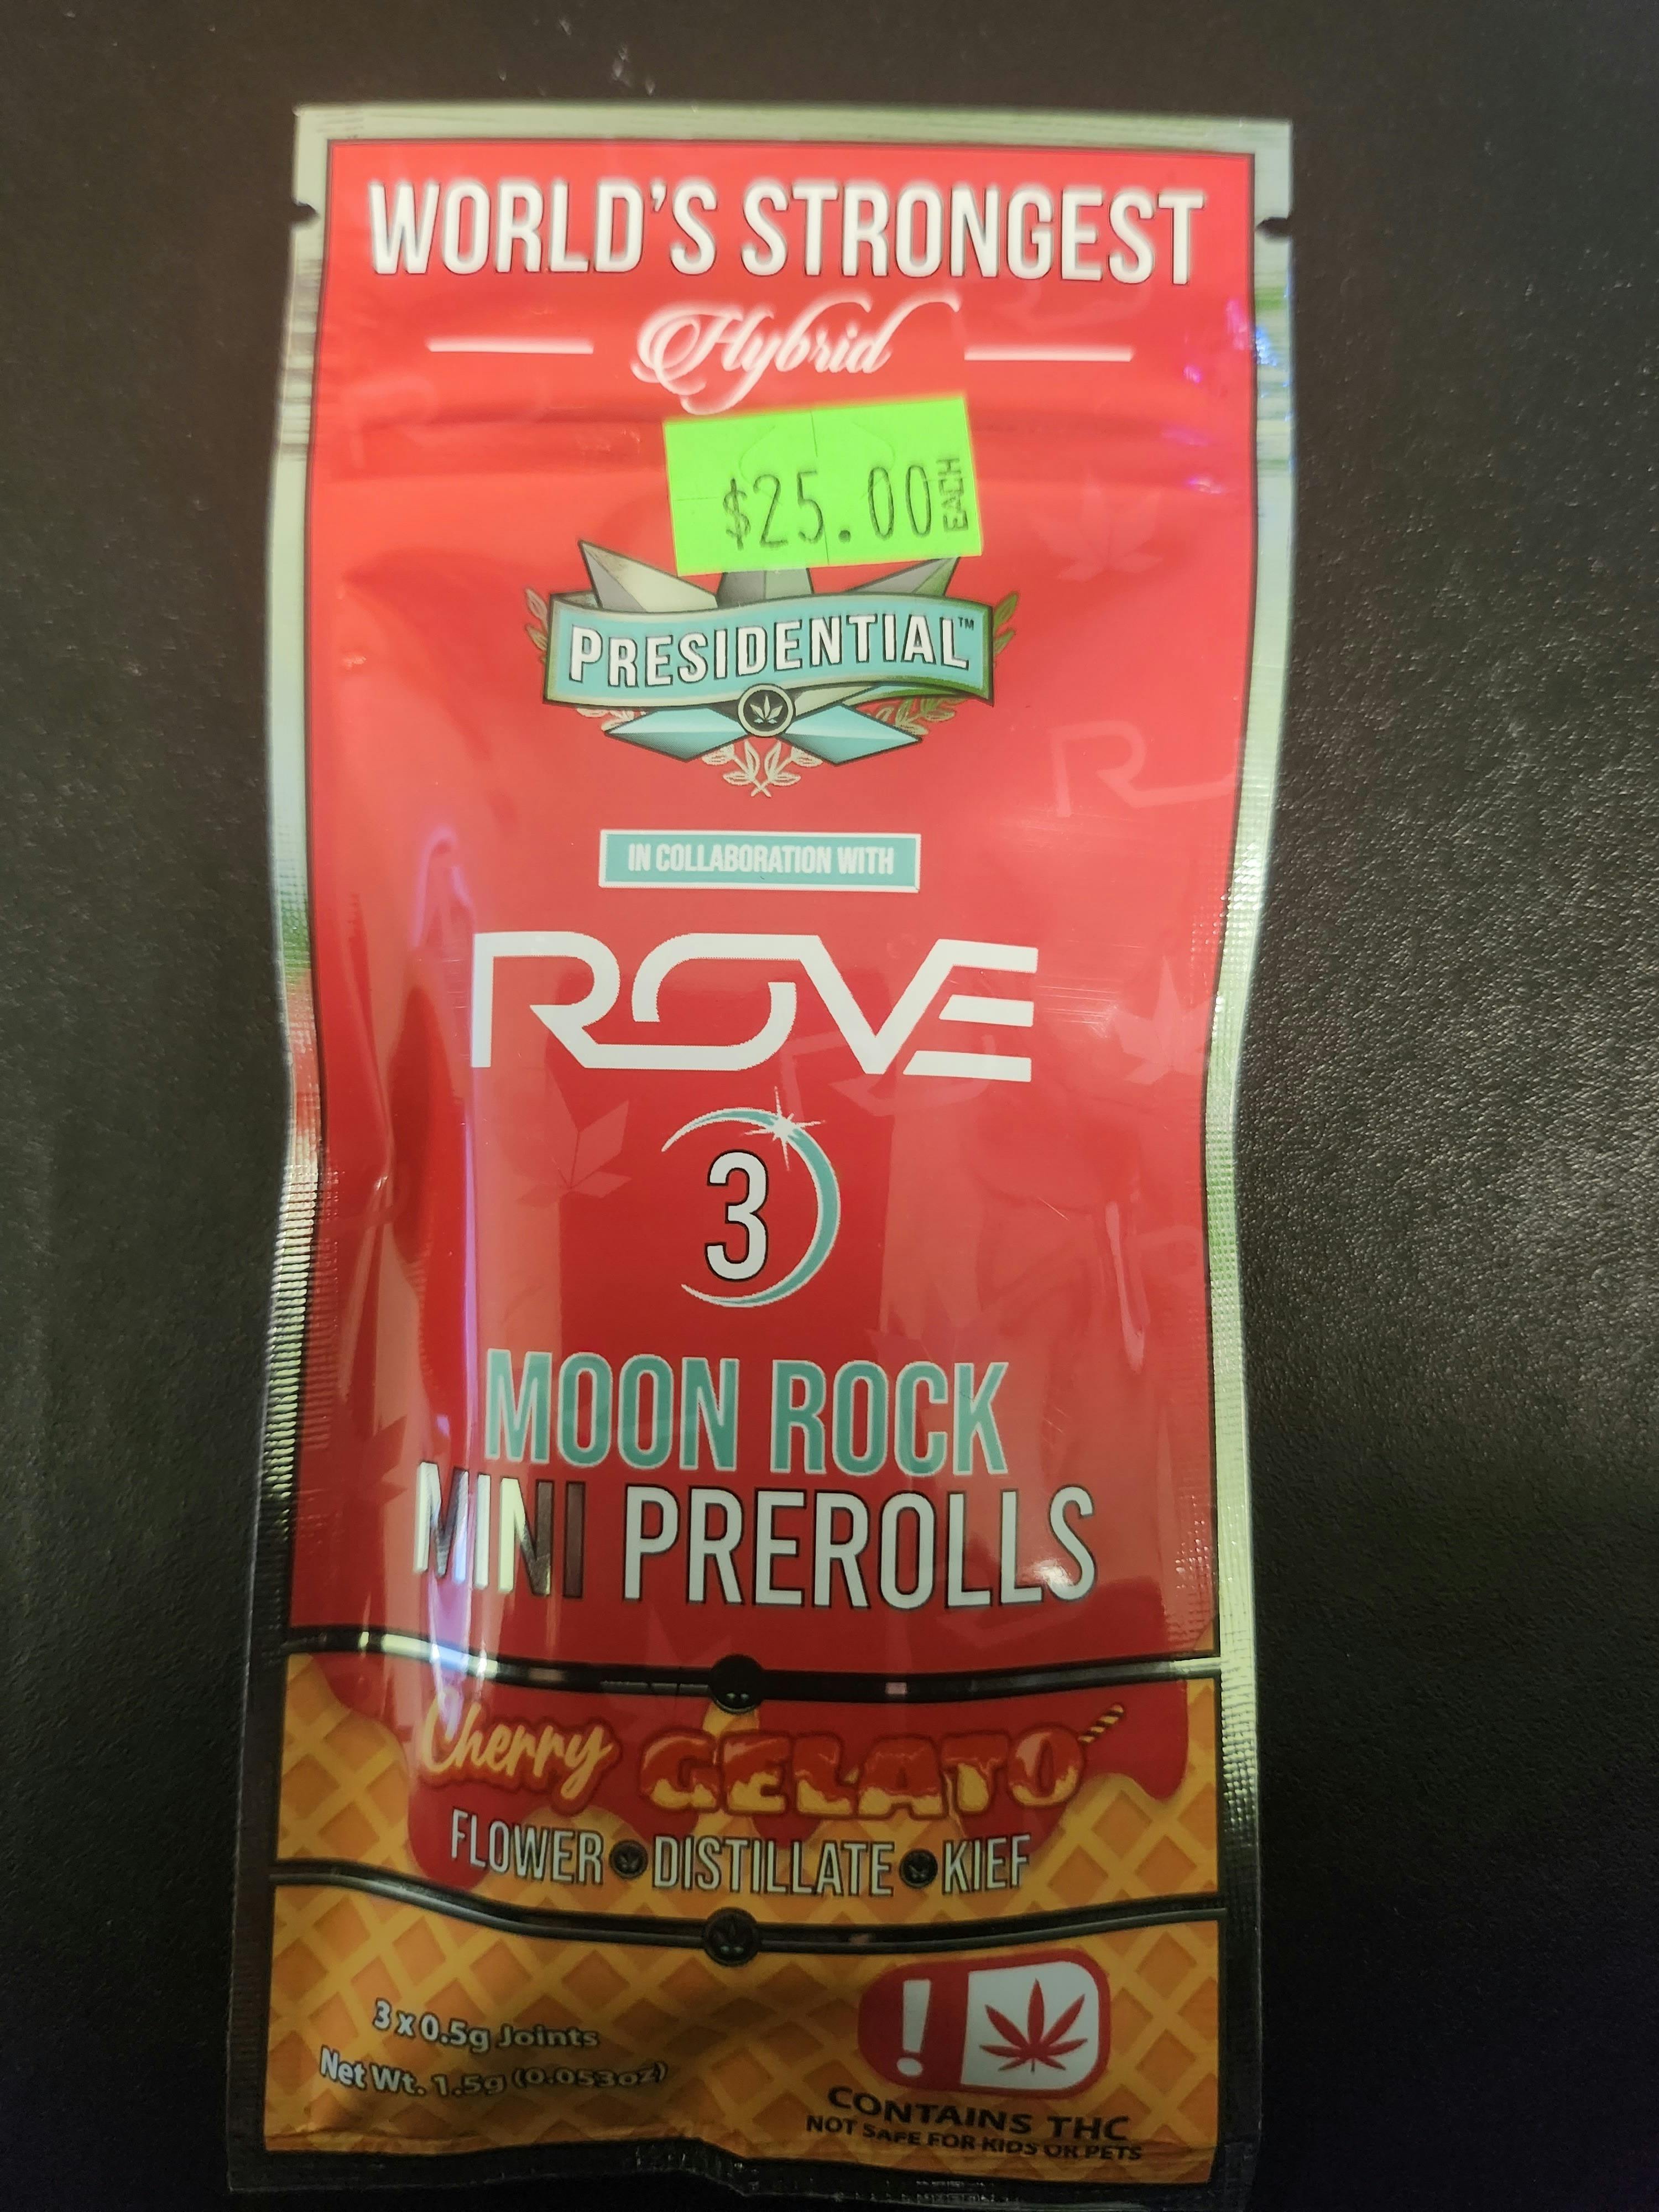 WORLD'S STRONGEST
Hybrid
$25.00 EACH
PRESIDENTIAL™
IN COLLABORATION WITH
ROVE
3
MOON ROCK
MINI PREROLLS
Cherry GELATO
FLOWER • DISTILLATE • KIEF
3 x 0.5g Joints
Net Wt. 1.5g (0.053oz)
!
CONTAINS THC
NOT SAFE FOR KIDS OR PETS